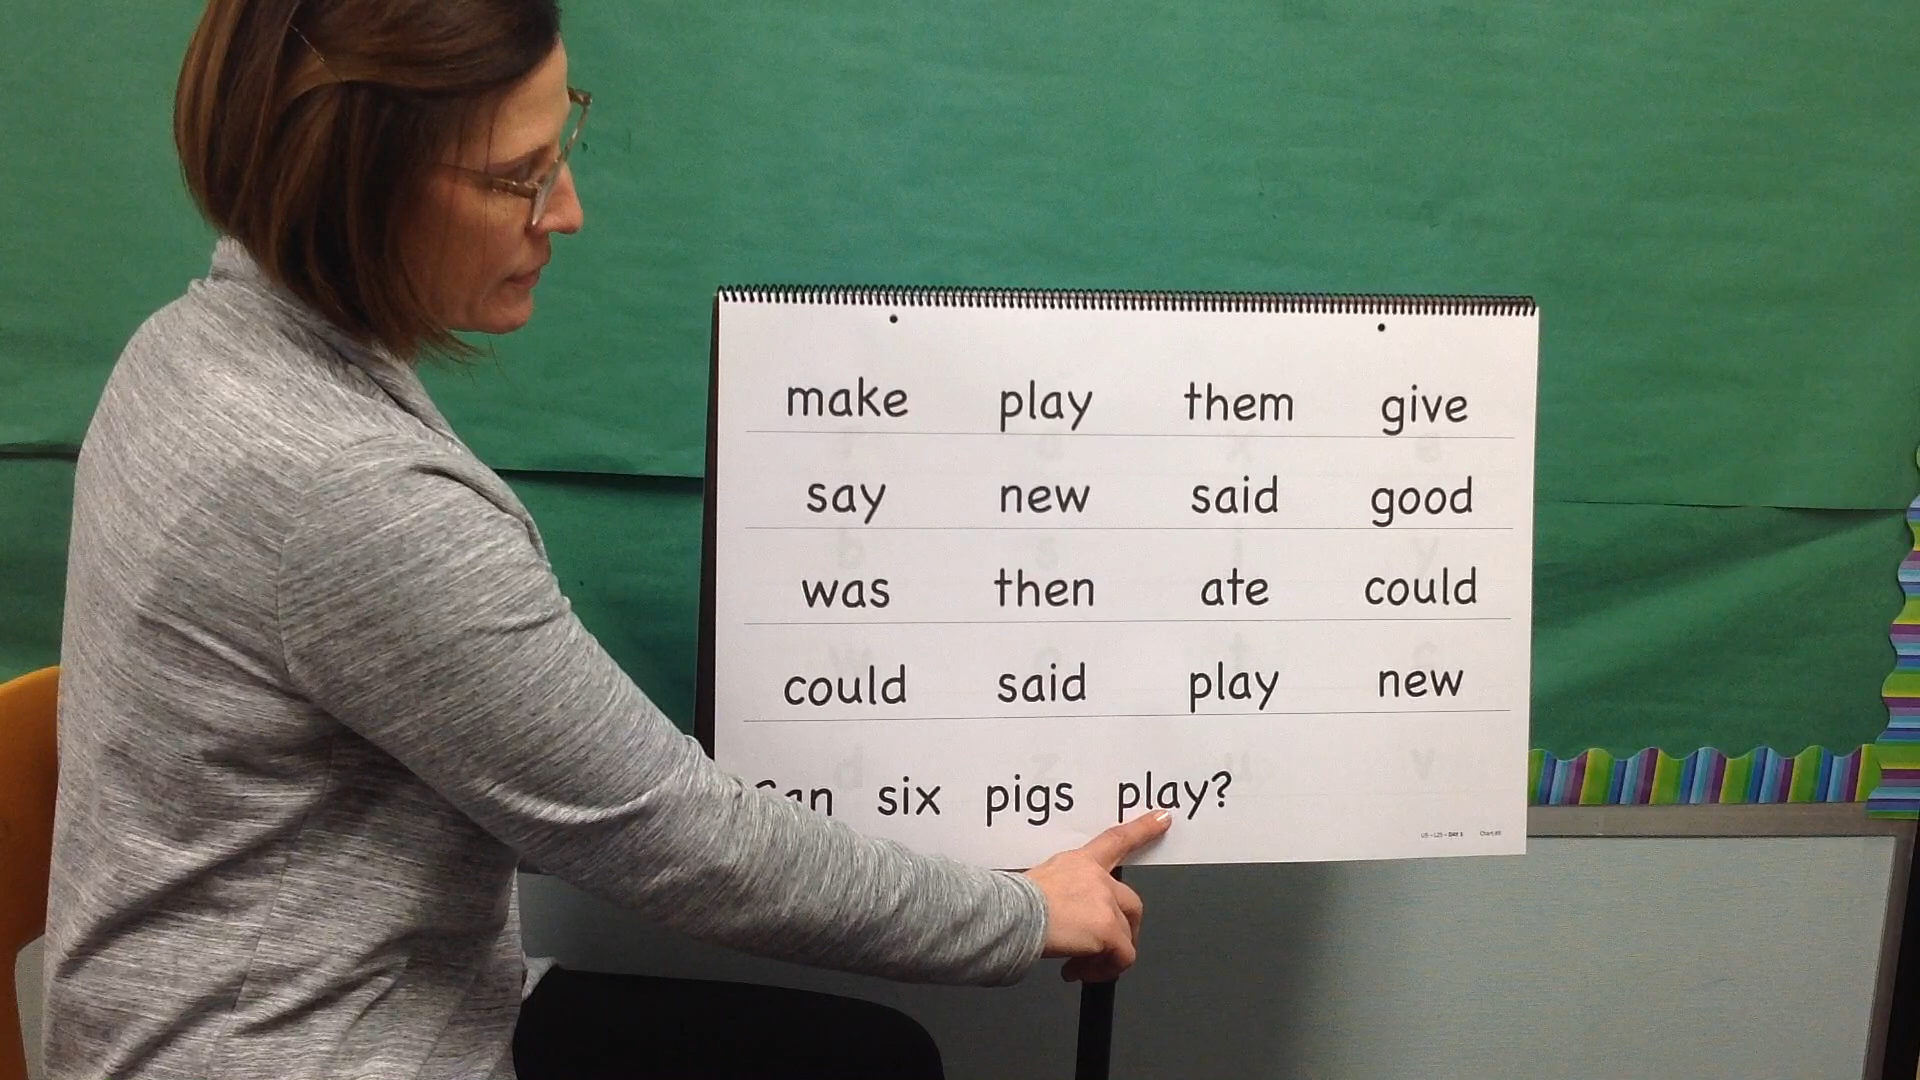 make play them give
say new said good
was then ate could
could said play new
Can six pigs play?